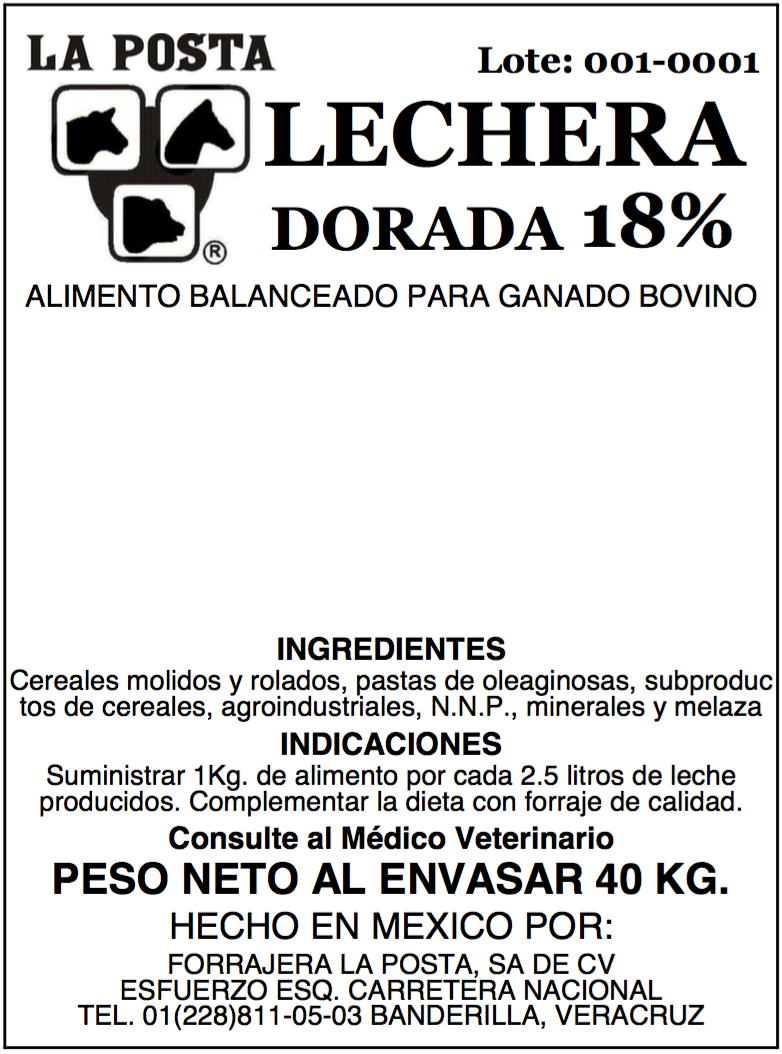 LA POSTA
Lote: 001-0001
LECHERA
DORADA 18%
®
ALIMENTO BALANCEADO PARA GANADO BOVINO
INGREDIENTES
Cereales molidos y rolados, pastas de oleaginosas, subproduc
tos de cereales, agroindustriales, N.N.P., minerales y melaza
INDICACIONES
Suministrar 1Kg. de alimento por cada 2.5 litros de leche
producidos. Complementar la dieta con forraje de calidad.
Consulte al Médico Veterinario
PESO NETO AL ENVASAR 40 KG.
HECHO EN MEXICO POR:
FORRAJERA LA POSTA, SA DE CV
ESFUERZO ESQ. CARRETERA NACIONAL
TEL. 01(228)811-05-03 BANDERILLA, VERACRUZ